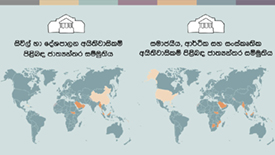 සිවිල් හා දේශපාලන අයිතිවාසිකම්
පිළිබඳ ජාත්‍යන්තර සම්මුතිය
සමාජයීය, ආර්ථික සහ සංස්කෘතික
අයිතිවාසිකම් පිළිබඳ ජාත්‍යන්තර සම්මුතිය